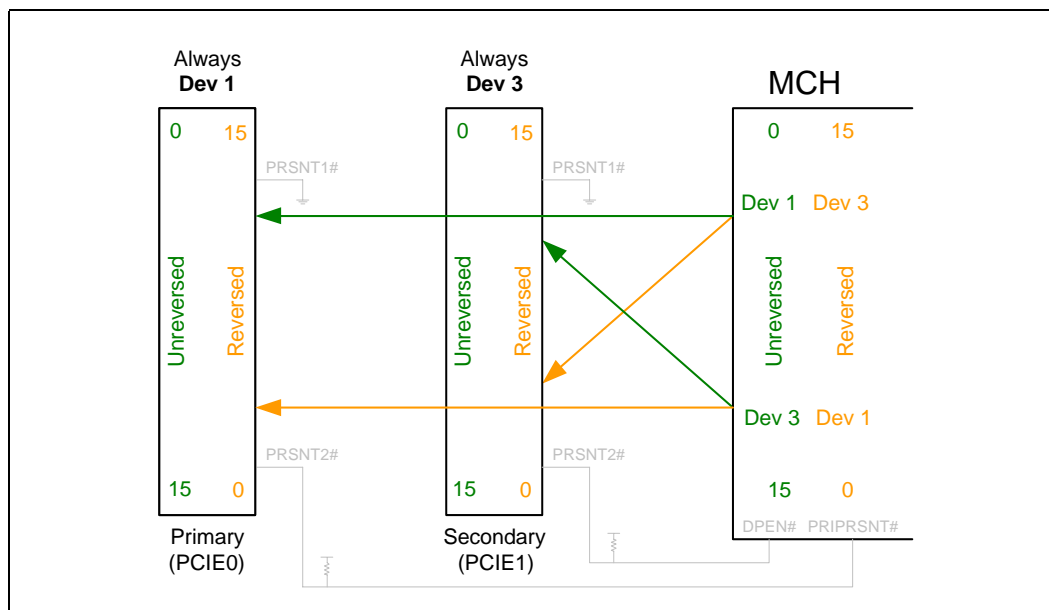 Always
Dev 1
Always
Dev 3
MCH
0 15
0 15
0 15
PRSNT1#
PRSNT1#
Dev 1 Dev 3
Unreversed
Reversed
Unreversed
Reversed
Unreversed
Reversed
Dev 3 Dev 1
PRSNT2#
PRSNT2#
15 0
15 0
15 0
DPEN# PRIPRSNT#
Primary
(PCIE0)
Secondary
(PCIE1)